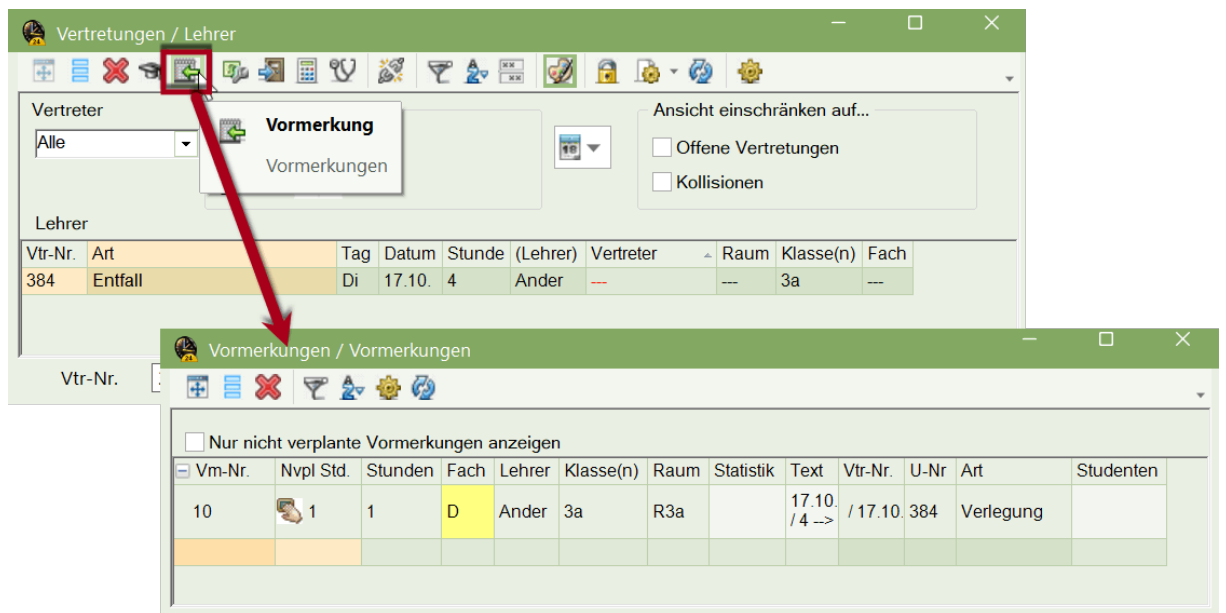 Vertretungen / Lehrer
Vertreter
Alle
Vormerkung
Vormerkungen
Ansicht einschränken auf...
Offene Vertretungen
Kollisionen
Lehrer
Vtr-Nr. Art Tag Datum Stunde (Lehrer) Vertreter Raum Klasse(n) Fach
384 Entfall Di 17.10. 4 Ander --- --- 3a ---
Vtr-Nr.
Vormerkungen / Vormerkungen
Nur nicht verplante Vormerkungen anzeigen
Vm-Nr. Nvpl Std. Stunden Fach Lehrer Klasse(n) Raum Statistik Text Vtr-Nr. U-Nr Art Studenten
10 1 1 D Ander 3a R3a 17.10. / 4 --> / 17.10. 384 Verlegung